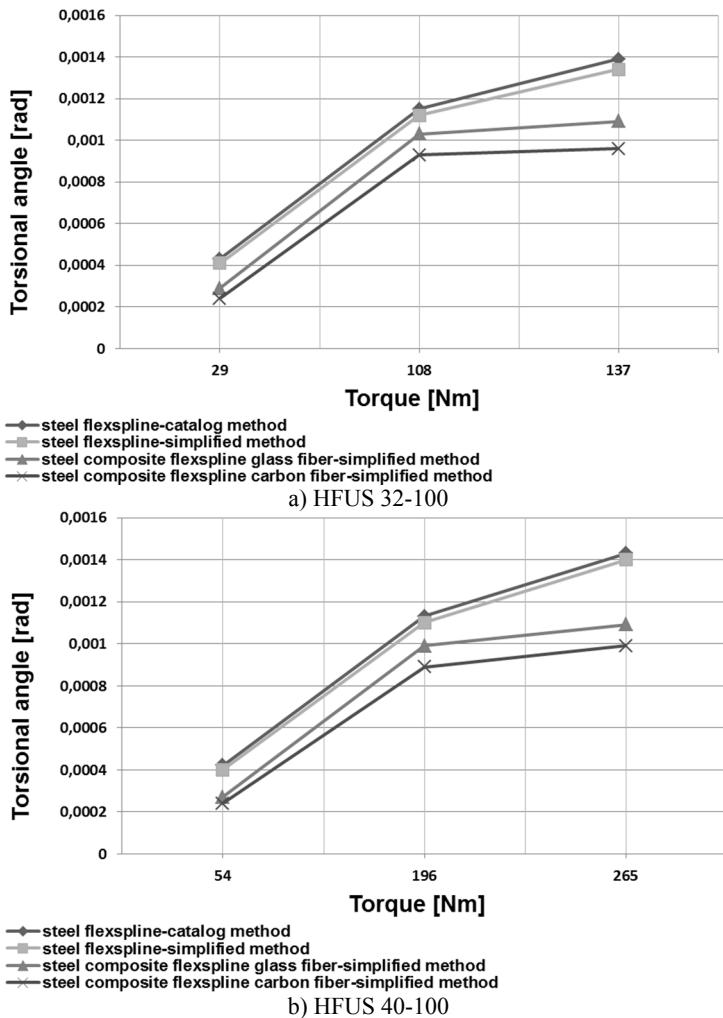 0,0016
0,0014
0,0012
0,001
0,0008
0,0006
0,0004
0,0002
0
Torsional angle [rad]
29 108 137
Torque [Nm]
steel flexspline-catalog method
steel flexspline-simplified method
steel composite flexspline glass fiber-simplified method
steel composite flexspline carbon fiber-simplified method
a) HFUS 32-100
0,0016
0,0014
0,0012
0,001
0,0008
0,0006
0,0004
0,0002
0
Torsional angle [rad]
54 196 265
Torque [Nm]
steel flexspline-catalog method
steel flexspline-simplified method
steel composite flexspline glass fiber-simplified method
steel composite flexspline carbon fiber-simplified method
b) HFUS 40-100